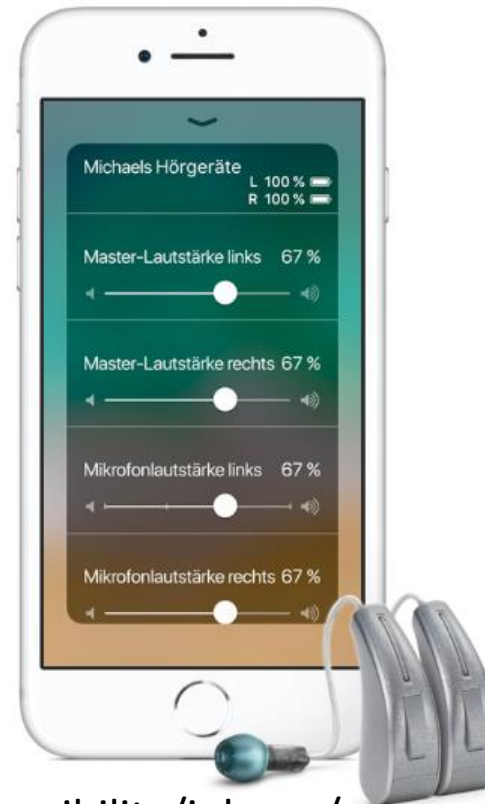 Michaels Hörgeräte
L 100 %
R 100 %
Master-Lautstärke links 67 %
Master-Lautstärke rechts 67 %
Mikrofonlautstärke links 67 %
Mikrofonlautstärke rechts 67 %